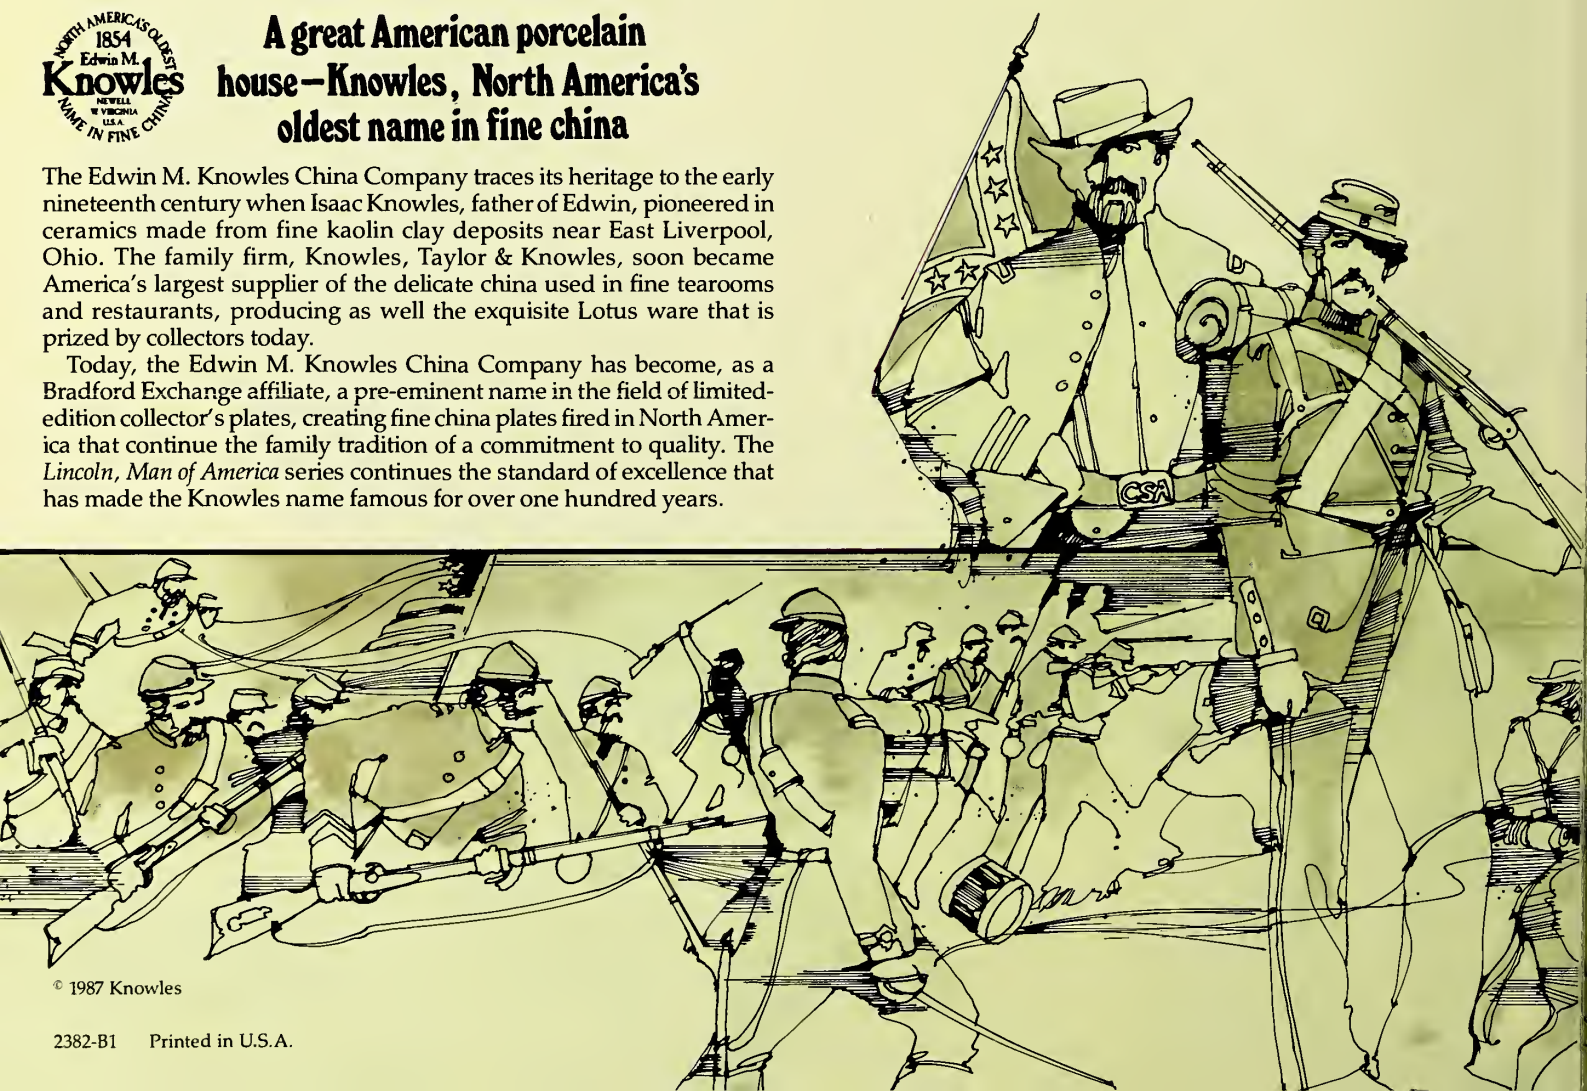 NORTH AMERICA'S OLDEST
1854
Edwin M.
Knowles
NEWELL
W VIRGINIA
U.S.A.
NAME IN FINE CHINA
A great American porcelain
house—Knowles, North America's
oldest name in fine china
The Edwin M. Knowles China Company traces its heritage to the early
nineteenth century when Isaac Knowles, father of Edwin, pioneered in
ceramics made from fine kaolin clay deposits near East Liverpool,
Ohio. The family firm, Knowles, Taylor & Knowles, soon became
America's largest supplier of the delicate china used in fine tearooms
and restaurants, producing as well the exquisite Lotus ware that is
prized by collectors today.
Today, the Edwin M. Knowles China Company has become, as a
Bradford Exchange affiliate, a pre-eminent name in the field of limited-
edition collector's plates, creating fine china plates fired in North Amer-
ica that continue the family tradition of a commitment to quality. The
Lincoln, Man of America series continues the standard of excellence that
has made the Knowles name famous for over one hundred years.
CSA
© 1987 Knowles
2382-B1 Printed in U.S.A.